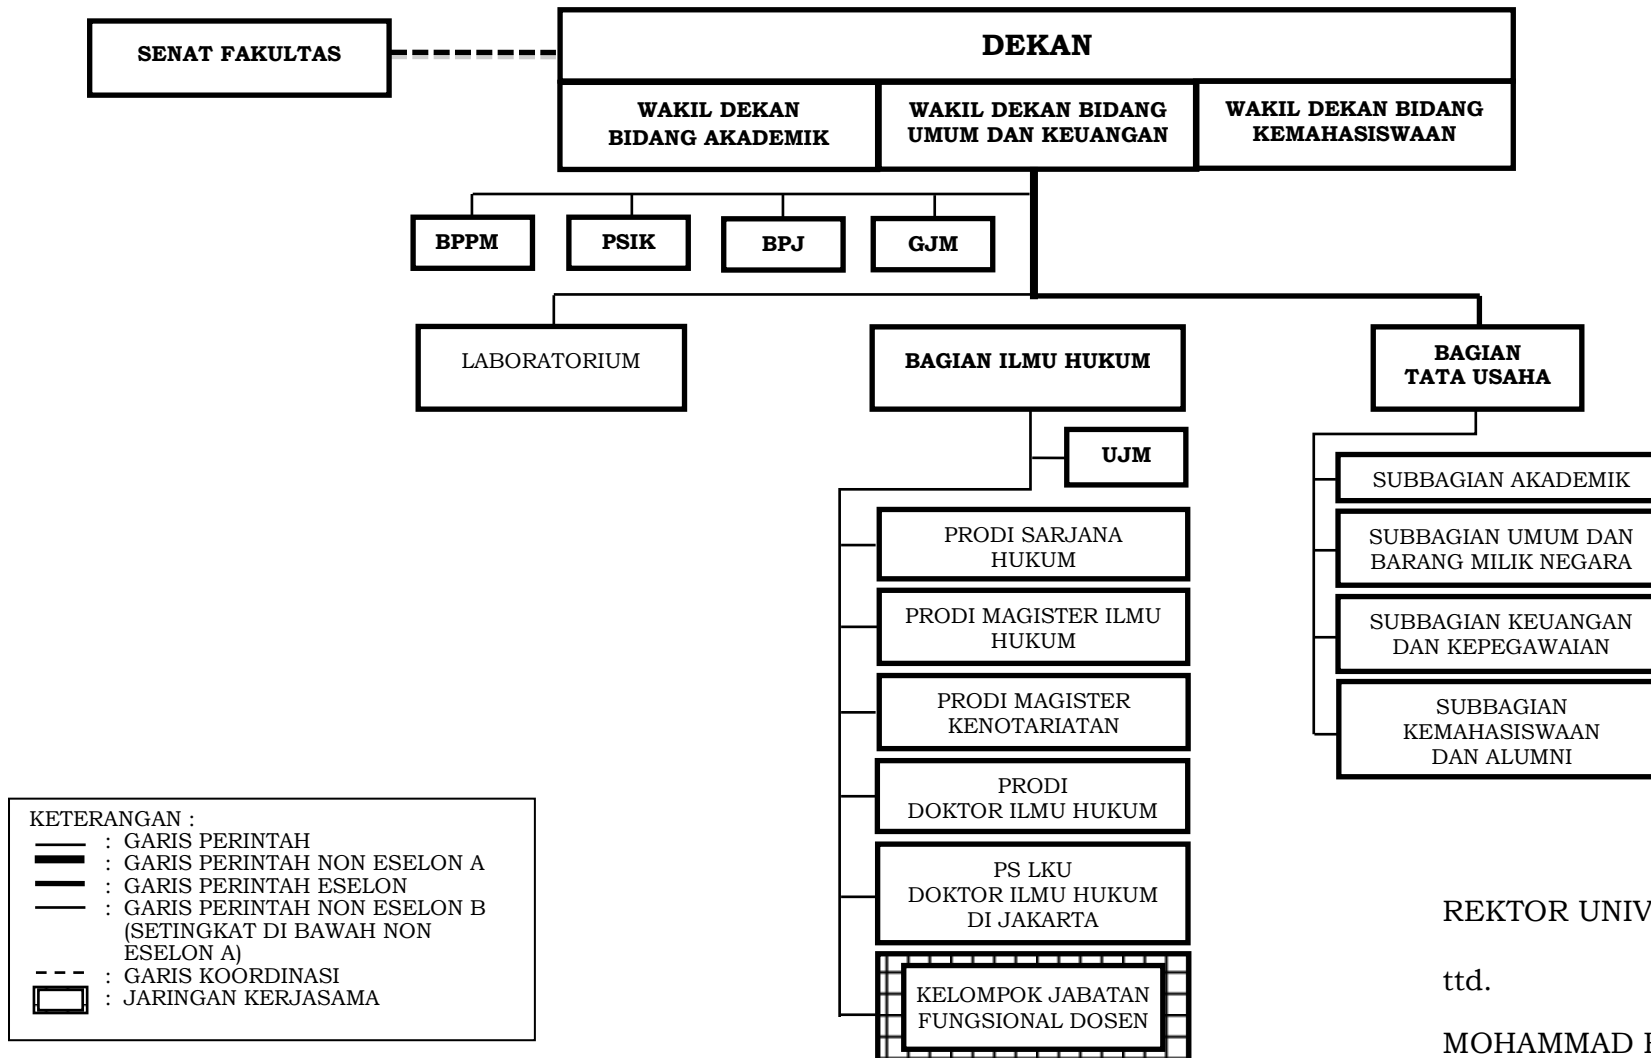 SENAT FAKULTAS
DEKAN
WAKIL DEKAN
BIDANG AKADEMIK
WAKIL DEKAN BIDANG
UMUM DAN KEUANGAN
WAKIL DEKAN BIDANG
KEMAHASISWAAN
BPPM
PSIK
BPJ
GJM
LABORATORIUM
BAGIAN ILMU HUKUM
BAGIAN
TATA USAHA
UJM
PRODI SARJANA
HUKUM
PRODI MAGISTER ILMU
HUKUM
PRODI MAGISTER
KENOTARIATAN
PRODI
DOKTOR ILMU HUKUM
PS LKU
DOKTOR ILMU HUKUM
DI JAKARTA
KELOMPOK JABATAN
FUNGSIONAL DOSEN
SUBBAGIAN AKADEMIK
SUBBAGIAN UMUM DAN
BARANG MILIK NEGARA
SUBBAGIAN KEUANGAN
DAN KEPEGAWAIAN
SUBBAGIAN
KEMAHASISWAAN
DAN ALUMNI
KETERANGAN :
: GARIS PERINTAH
: GARIS PERINTAH NON ESELON A
: GARIS PERINTAH ESELON
: GARIS PERINTAH NON ESELON B
(SETINGKAT DI BAWAH NON
ESELON A)
: GARIS KOORDINASI
: JARINGAN KERJASAMA
REKTOR
ttd.
MOHAMMAD